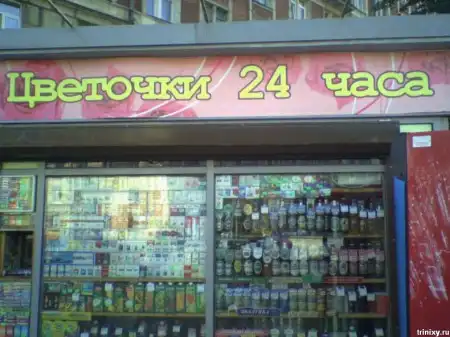 Цветочки 24 часа
trinixy.ru